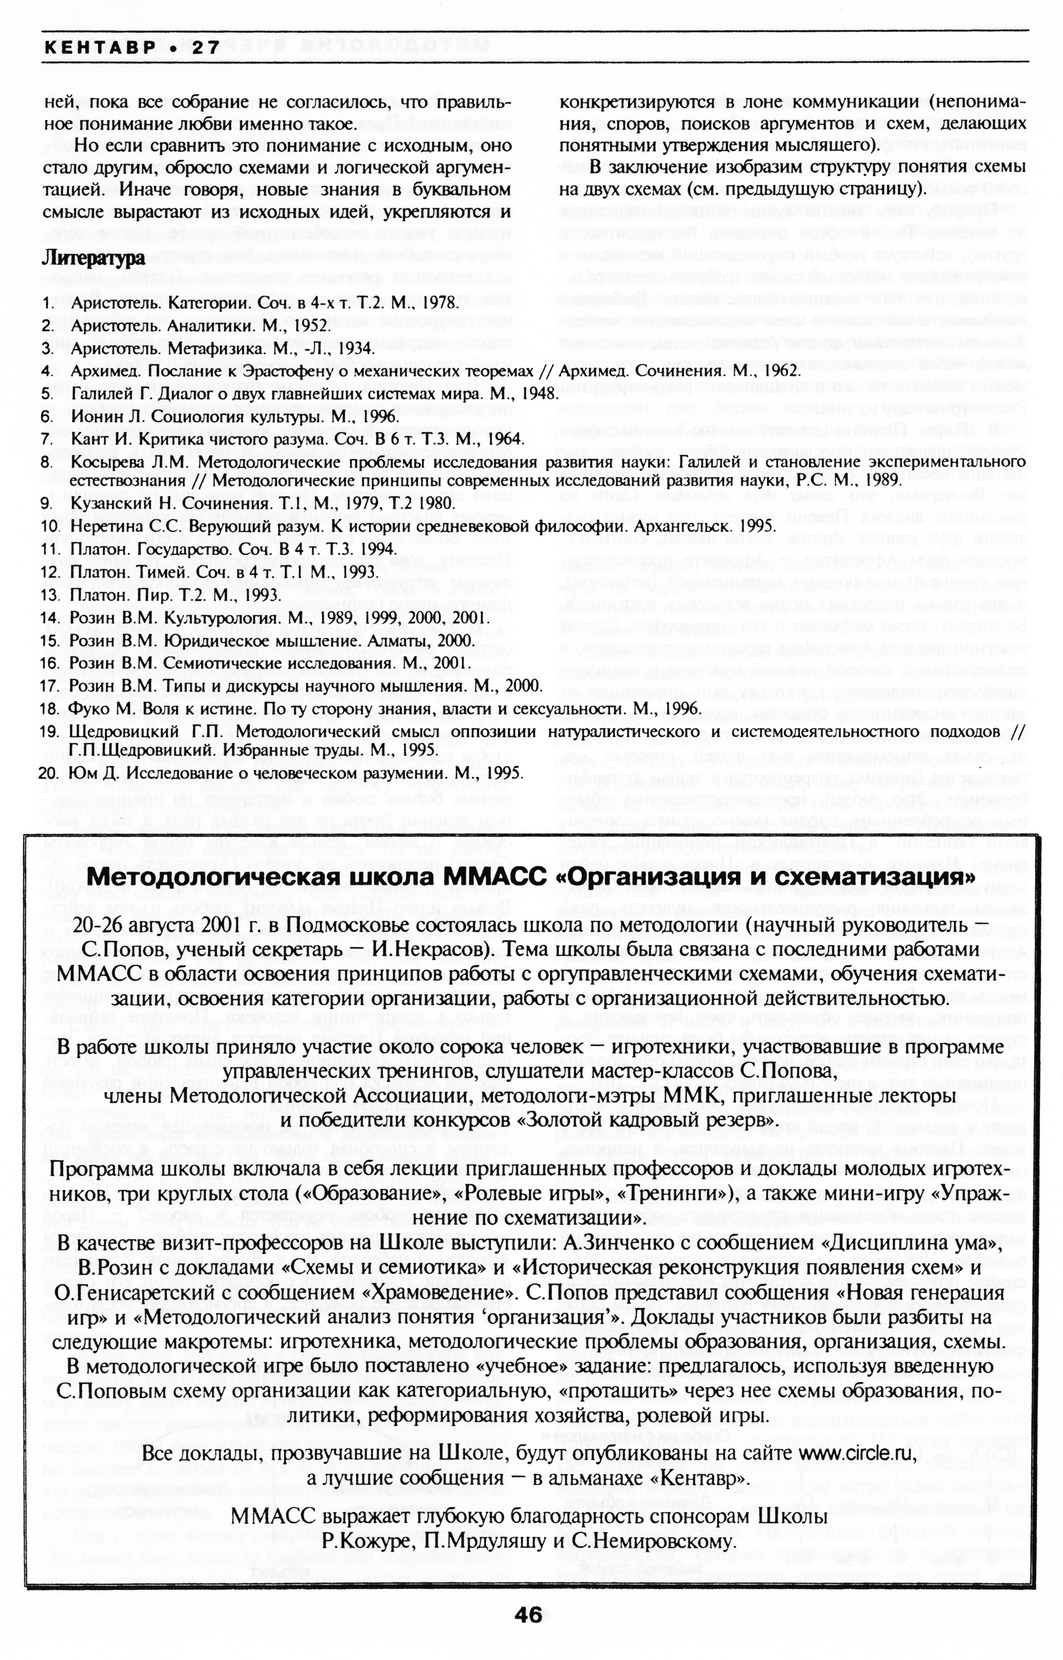 КЕНТАВР • 27
ней, пока все собрание не согласилось, что правиль-
ное понимание любви именно такое.
Но если сравнить это понимание с исходным, оно
стало другим, обросло схемами и логической аргумен-
тацией. Иначе говоря, новые знания в буквальном
смысле вырастают из исходных идей, укрепляются и
конкретизируются в лоне коммуникации (непонима-
ния, споров, поисков аргументов и схем, делающих
понятными утверждения мыслящего).
В заключение изобразим структуру понятия схемы
на двух схемах (см. предыдущую страницу).
Литература
1. Аристотель. Категории. Соч. в 4-х т. Т.2. М., 1978.
2. Аристотель. Аналитики. М., 1952.
3. Аристотель. Метафизика. М., -Л., 1934.
4. Архимед. Послание к Эрастофену о механических теоремах // Архимед. Сочинения. М., 1962.
5. Галилей Г. Диалог о двух главнейших системах мира. М., 1948.
6. Ионин Л. Социология культуры. М., 1996.
7. Кант И. Критика чистого разума. Соч. В 6 т. Т.3. М., 1964.
8. Косырева Л.М. Методологические проблемы исследования развития науки: Галилей и становление экспериментального
естествознания // Методологические принципы современных исследований развития науки, Р.С. М., 1989.
9. Кузанский Н. Сочинения. Т.1, М., 1979, Т.2 1980.
10. Неретина С.С. Верующий разум. К истории средневековой философии. Архангельск. 1995.
11. Платон. Государство. Соч. В 4 т. Т.3. 1994.
12. Платон. Тимей. Соч. в 4 т. Т.1 М., 1993.
13. Платон. Пир. Т.2. М., 1993.
14. Розин В.М. Культурология. М., 1989, 1999, 2000, 2001.
15. Розин В.М. Юридическое мышление. Алматы, 2000.
16. Розин В.М. Семиотические исследования. М., 2001.
17. Розин В.М. Типы и дискурсы научного мышления. М., 2000.
18. Фуко М. Воля к истине. По ту сторону знания, власти и сексуальности. М., 1996.
19. Щедровицкий Г.П. Методологический смысл оппозиции натуралистического и системодеятельностного подходов //
Г.П.Щедровицкий. Избранные труды. М., 1995.
20. Юм Д. Исследование о человеческом разумении. М., 1995.
Методологическая школа ММАСС «Организация и схематизация»
20-26 августа 2001 г. в Подмосковье состоялась школа по методологии (научный руководитель –
С.Попов, ученый секретарь — И.Некрасов). Тема школы была связана с последними работами
ММАСС в области освоения принципов работы с оргуправленческими схемами, обучения схемати-
зации, освоения категории организации, работы с организационной действительностью.
В работе школы приняло участие около сорока человек – игротехники, участвовавшие в программе
управленческих тренингов, слушатели мастер-классов С.Попова,
члены Методологической Ассоциации, методологи-мэтры ММК, приглашенные лекторы
и победители конкурсов «Золотой кадровый резерв».
Программа школы включала в себя лекции приглашенных профессоров и доклады молодых игротех-
ников, три круглых стола («Образование», «Ролевые игры», «Тренинги»), а также мини-игру «Упраж-
нение по схематизации».
В качестве визит-профессоров на Школе выступили: А.Зинченко с сообщением «Дисциплина ума»,
В.Розин с докладами «Схемы и семиотика» и «Историческая реконструкция появления схем» и
О.Генисаретский с сообщением «Храмоведение». С.Попов представил сообщения «Новая генерация
игр» и «Методологический анализ понятия ‘организация’». Доклады участников были разбиты на
следующие макротемы: игротехника, методологические проблемы образования, организация, схемы.
В методологической игре было поставлено «учебное» задание: предлагалось, используя введенную
С.Поповым схему организации как категориальную, «протащить» через нее схемы образования, по-
литики, реформирования хозяйства, ролевой игры.
Все доклады, прозвучавшие на Школе, будут опубликованы на сайте www.circle.ru,
а лучшие сообщения — в альманахе «Кентавр».
ММАСС выражает глубокую благодарность спонсорам Школы
Р.Кожуре, П.Мрдуляшу и С.Немировскому.
46